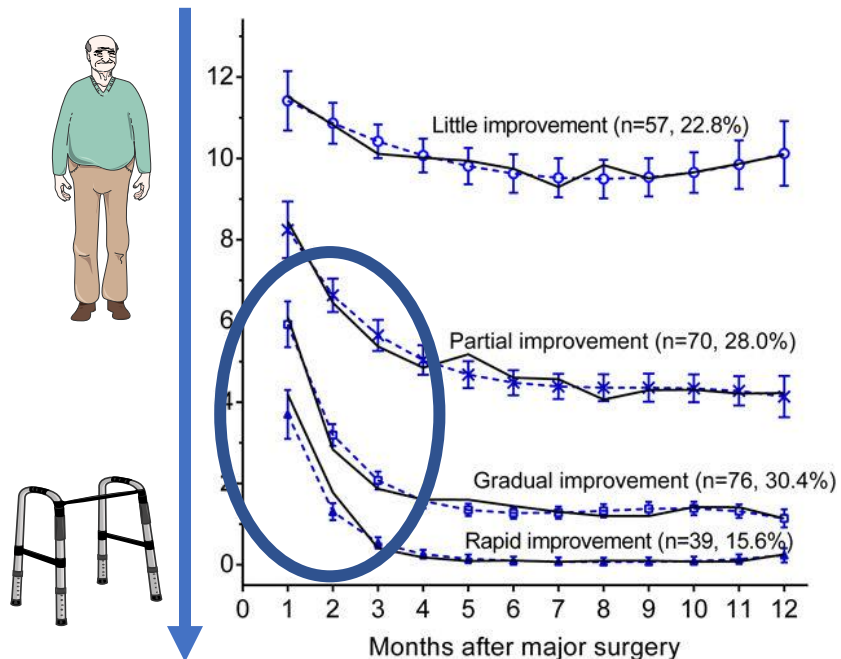 12
Little improvement (n=57, 22.8%)
10
8
6
Partial improvement (n=70, 28.0%)
4
Gradual improvement (n=76, 30.4%)
Rapid improvement (n=39, 15.6%)
0
0 1 2 3 4 5 6 7 8 9 10 11 12
Months after major surgery